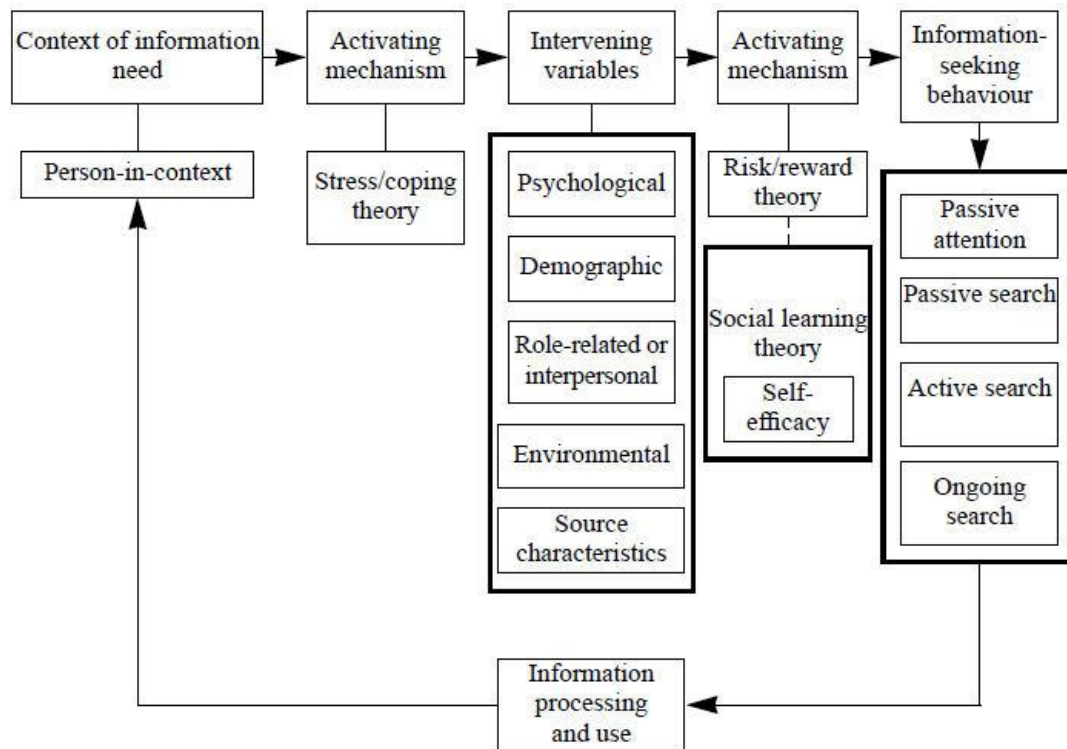 Context of information
need
Activating
mechanism
Intervening
variables
Activating
mechanism
Information-
seeking
behaviour
Person-in-context
Stress/coping
theory
Psychological
Demographic
Role-related or
interpersonal
Environmental
Source
characteristics
Risk/reward
theory
Social learning
theory
Self-
efficacy
Passive
attention
Passive search
Active search
Ongoing
search
Information
processing
and use